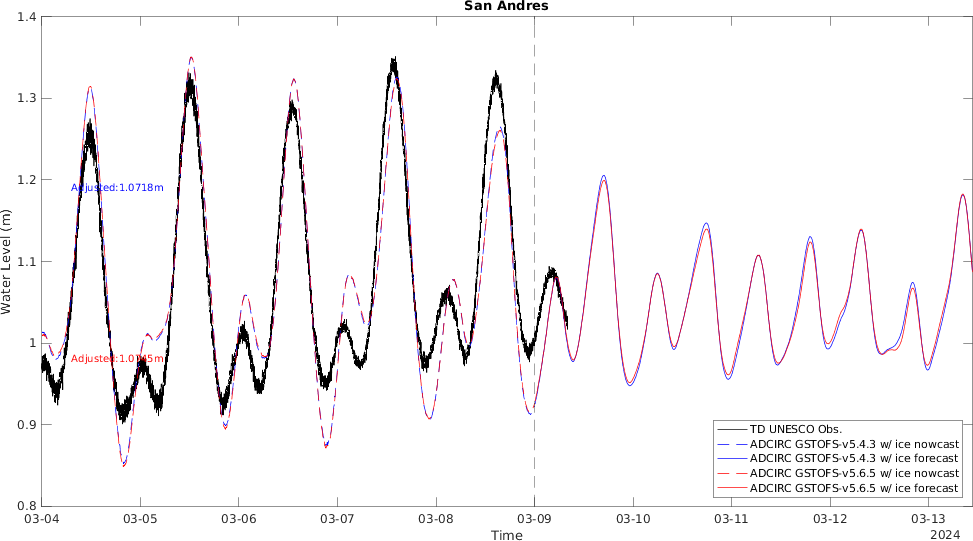 San Andres
1.4
1.3
1.2
1.1
1
0.9
0.8
Water Level (m)
Adjusted:1.0718m
Adjusted:1.0745m
TD UNESCO Obs.
ADCIRC GSTOFS-v5.4.3 w/ ice nowcast
ADCIRC GSTOFS-v5.4.3 w/ ice forecast
ADCIRC GSTOFS-v5.6.5 w/ ice nowcast
ADCIRC GSTOFS-v5.6.5 w/ ice forecast
03-04 03-05 03-06 03-07 03-08 03-09 03-10 03-11 03-12 03-13
Time
2024